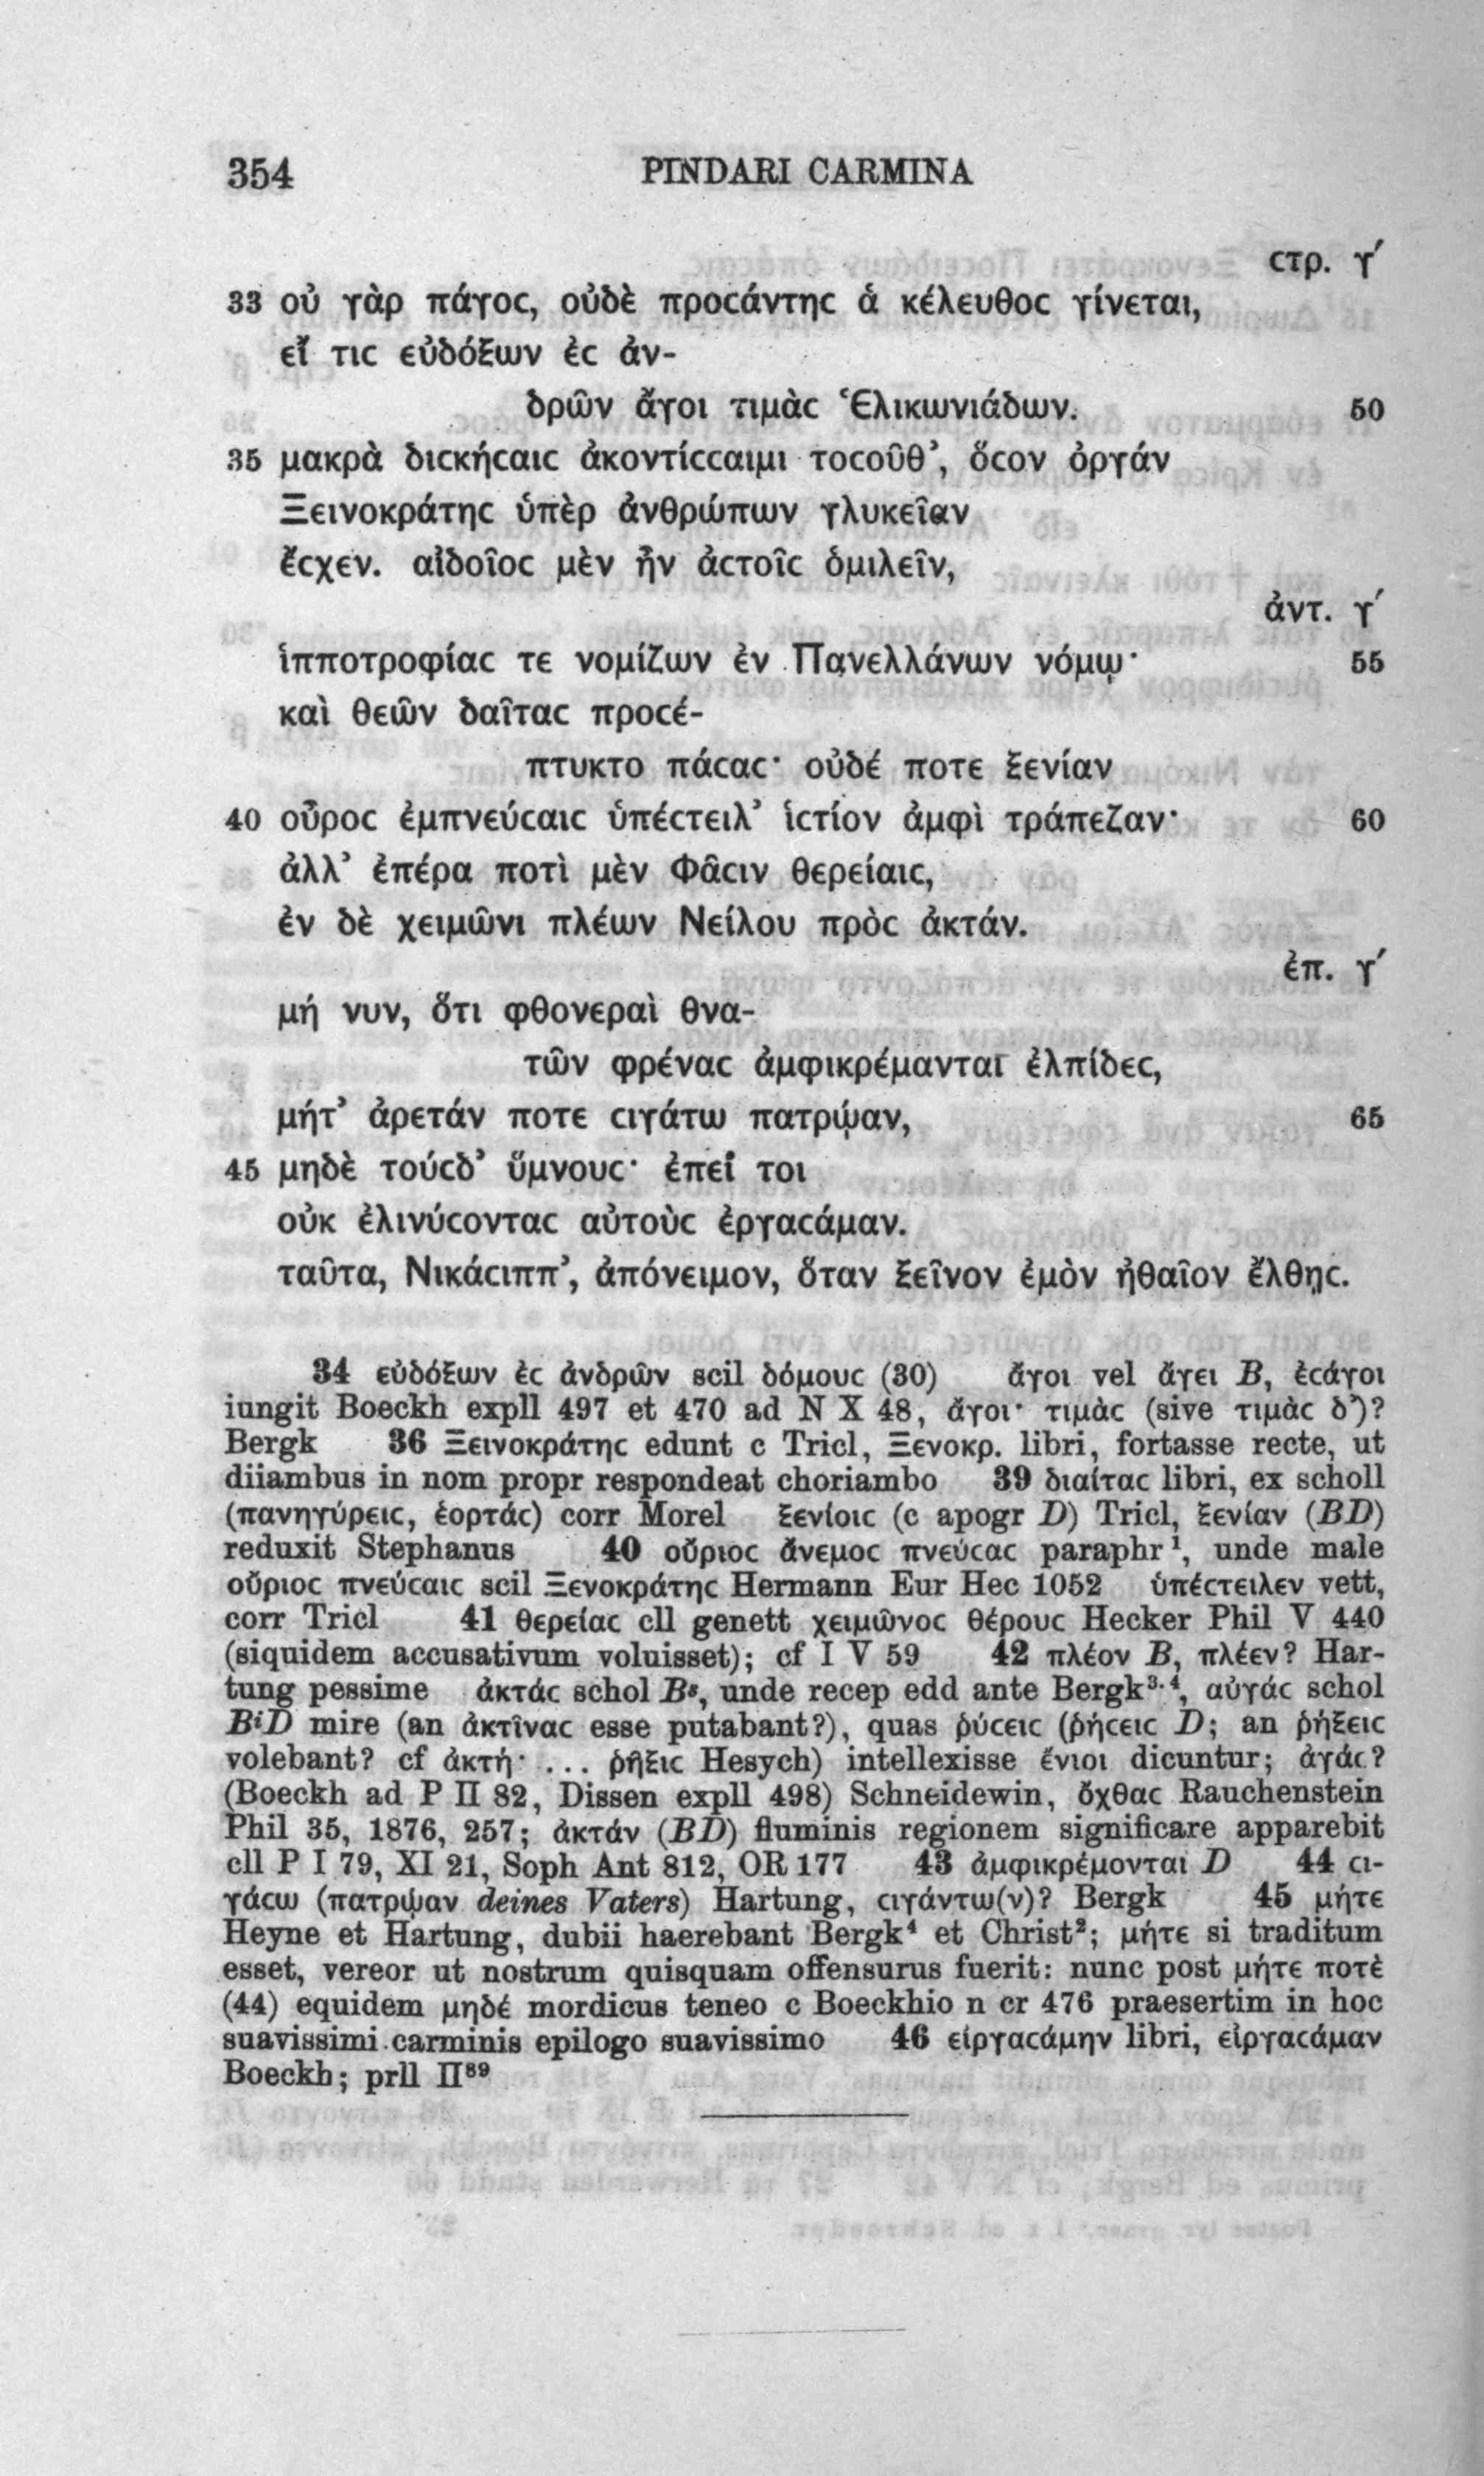 354 PINDARI CARMINA
ϲτρ. γ′
33 οὐ γὰρ πάγοϲ, οὐδὲ προϲάντηϲ ἁ κέλευθοϲ γίνεται,
εἴ τιϲ εὐδόξων ἐϲ ἀν-
δρῶν ἄγοι τιμὰϲ Ἑλικωνιάδων. 50
35 μακρὰ διϲκήϲαιϲ ἀκοντίϲϲαιμι τοϲοῦθ’, ὅϲον ὀργάν
Ξεινοκράτηϲ ὑπὲρ ἀνθρώπων γλυκεῖαν
ἔϲχεν. αἰδοῖοϲ μὲν ἦν ἀϲτοῖϲ ὁμιλεῖν,
ἀντ. γ′
ἱπποτροφίαϲ τε νομίζων ἐν Πανελλάνων νόμῳ· 55
καὶ θεῶν δαῖταϲ προϲέ-
πτυκτο πάϲαϲ· οὐδέ ποτε ξενίαν
40 οὖροϲ ἐμπνεύϲαιϲ ὑπέϲτειλ’ ἱϲτίον ἀμφὶ τράπεζαν· 60
ἀλλ’ ἐπέρα ποτὶ μὲν Φᾶϲιν θερείαιϲ,
ἐν δὲ χειμῶνι πλέων Νείλου πρὸϲ ἀκτάν.
ἐπ. γ′
μή νυν, ὅτι φθονεραὶ θνα-
τῶν φρέναϲ ἀμφικρέμανται ἐλπίδεϲ,
μήτ’ ἀρετάν ποτε ϲιγάτω πατρῴαν, 65
45 μηδὲ τούϲδ’ ὕμνουϲ· ἐπεί τοι
οὐκ ἐλινύϲονταϲ αὐτοὺϲ ἐργαϲάμαν.
ταῦτα, Νικάϲιππ’, ἀπόνειμον, ὅταν ξεῖνον ἐμὸν ἠθαῖον ἔλθῃϲ.
34 εὐδόξων ἐϲ ἀνδρῶν scil δόμουϲ (30) ἄγοι vel ἄγει B, ἐϲάγοι
iungit Boeckh expll 497 et 470 ad N X 48, ἄγοι· τιμὰϲ (sive τιμὰϲ δ’)?
Bergk 36 Ξεινοκράτηϲ edunt c Tricl, Ξενοκρ. libri, fortasse recte, ut
diiambus in nom propr respondeat choriambo 39 διαίταϲ libri, ex scholl
(πανηγύρειϲ, ἑορτάϲ) corr Morel ξενίοιϲ (c apogr D) Tricl, ξενίαν (BD)
reduxit Stephanus 40 οὔριοϲ ἄνεμοϲ πνεύϲαϲ paraphr¹, unde male
οὔριοϲ πνεύϲαιϲ scil Ξενοκράτηϲ Hermann Eur Hec 1052 ὑπέϲτειλεν vett,
corr Tricl 41 θερείαϲ cll genett χειμῶνοϲ θέρουϲ Hecker Phil V 440
(siquidem accusativum voluisset); cf I V 59 42 πλέον B, πλέεν? Har-
tung pessime ἀκτάϲ schol Bˢ, unde recep edd ante Bergk³·⁴, αὐγάϲ schol
BⁱD mire (an ἀκτῖναϲ esse putabant?), quas ῥύϲειϲ (ῥήϲειϲ D; an ῥήξειϲ
volebant? cf ἀκτή· ... ῥῆξιϲ Hesych) intellexisse ἔνιοι dicuntur; ἀγάϲ?
(Boeckh ad P II 82, Dissen expll 498) Schneidewin, ὄχθαϲ Rauchenstein
Phil 35, 1876, 257; ἀκτάν (BD) fluminis regionem significare apparebit
cll P I 79, XI 21, Soph Ant 812, OR 177 43 ἀμφικρέμονται D 44 ϲι-
γάϲω (πατρῳαν deines Vaters) Hartung, ϲιγάντω(ν)? Bergk 45 μήτε
Heyne et Hartung, dubii haerebant Bergk⁴ et Christ²; μήτε si traditum
esset, vereor ut nostrum quisquam offensurus fuerit: nunc post μήτε ποτὲ
(44) equidem μηδέ mordicus teneo c Boeckhio n cr 476 praesertim in hoc
suavissimi carminis epilogo suavissimo 46 εἰργαϲάμην libri, εἰργαϲάμαν
Boeckh; prll II⁸⁹